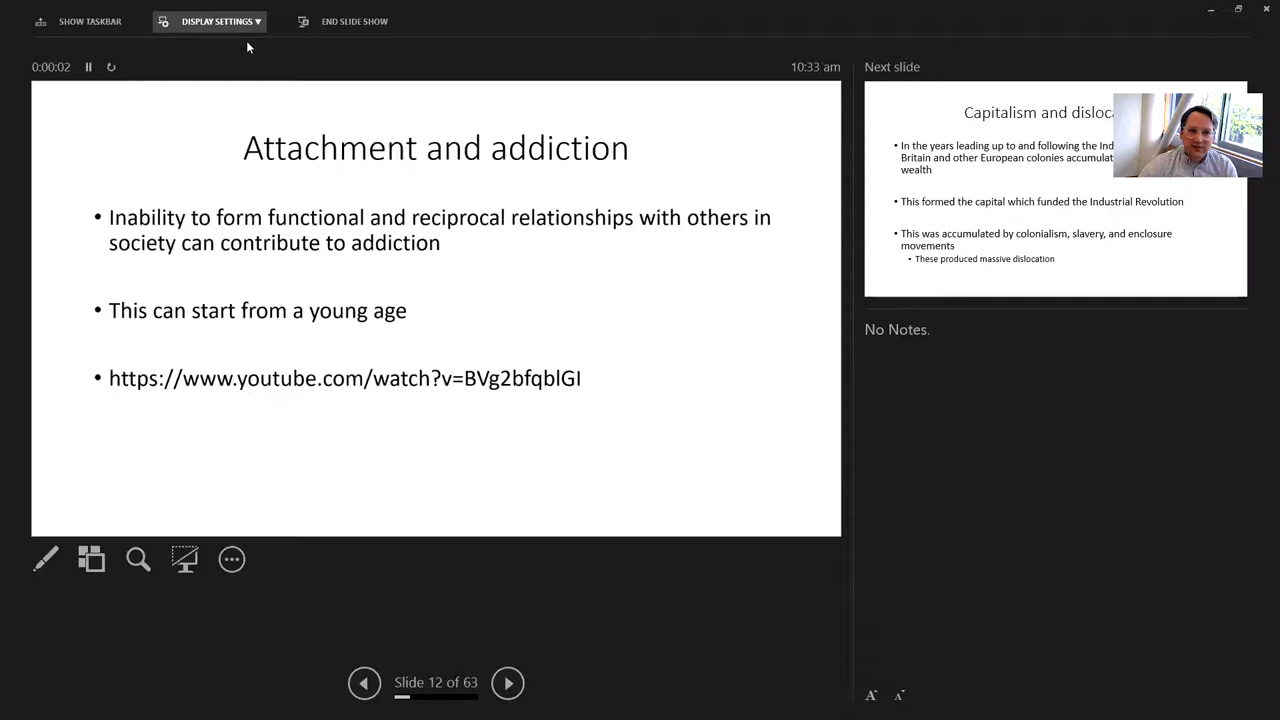 SHOW TASKBAR
DISPLAY SETTINGS ▼
END SLIDE SHOW
0:00:02
10:33 am
Attachment and addiction
• Inability to form functional and reciprocal relationships with others in
society can contribute to addiction
• This can start from a young age
• https://www.youtube.com/watch?v=BVg2bfqblGI
Slide 12 of 63
Next slide
Capitalism and
• In the years leading up to and following the
Britain and other European colonies
wealth
• This formed the capital which funded the Industrial Revolution
• This was accumulated by colonialism, slavery, and enclosure
movements
• These produced massive dislocation
No Notes.
A A